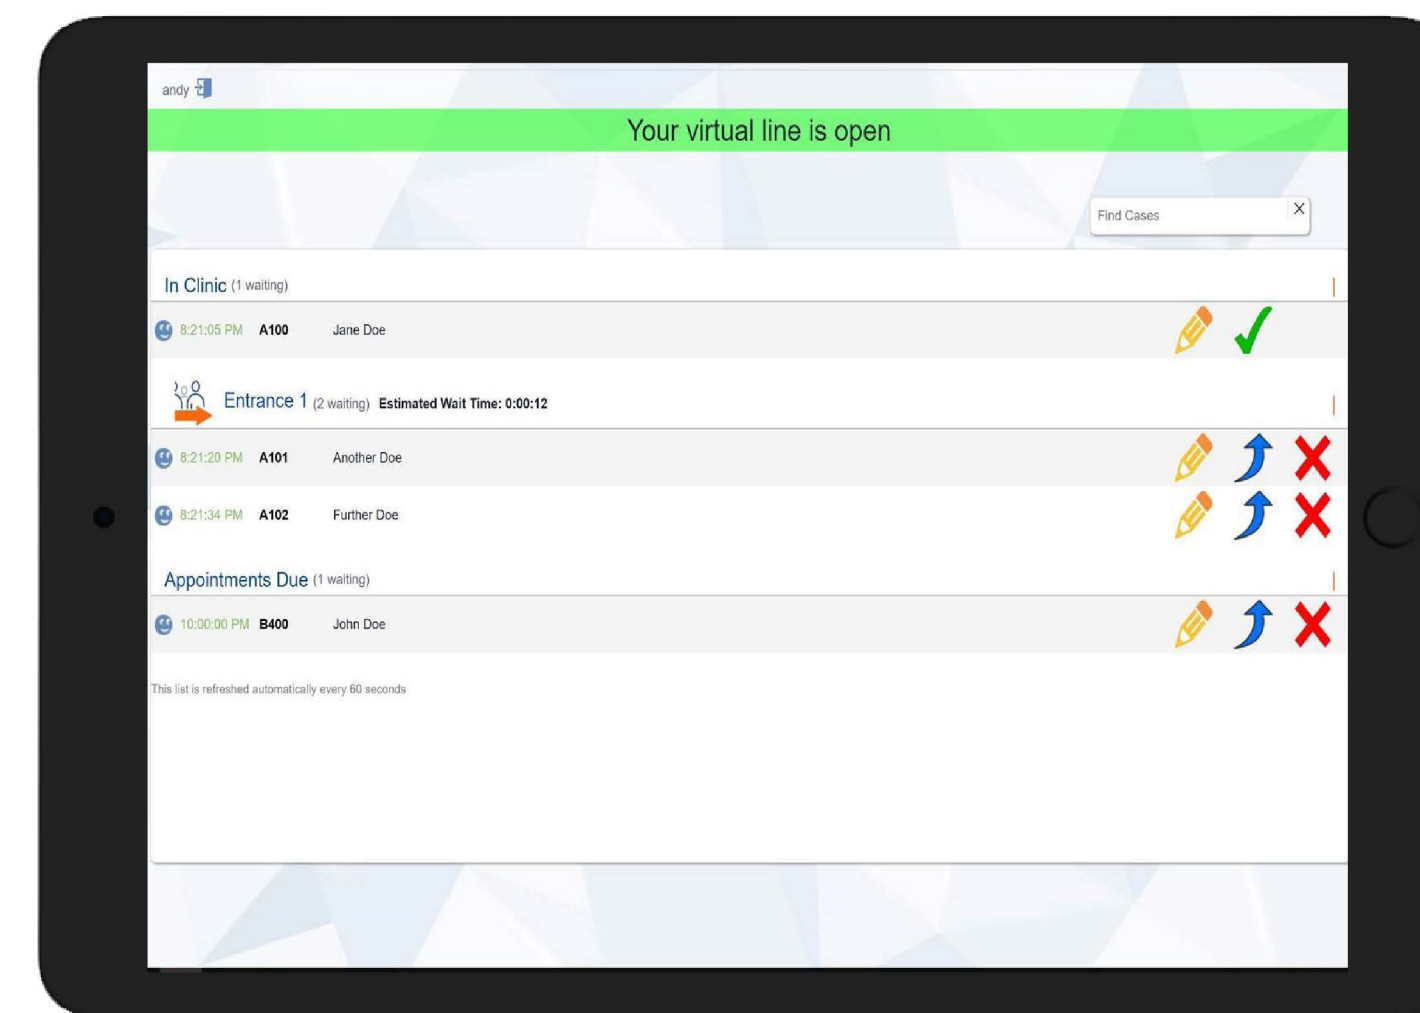 andy
Your virtual line is open
Find Cases
In Clinic (1 waiting)
8:21:05 PM A100 Jane Doe
Entrance 1 (2 waiting) Estimated Wait Time: 0:00:12
8:21:20 PM A101 Another Doe
8:21:34 PM A102 Further Doe
Appointments Due (1 waiting)
10:00:00 PM B400 John Doe
This list is refreshed automatically every 60 seconds